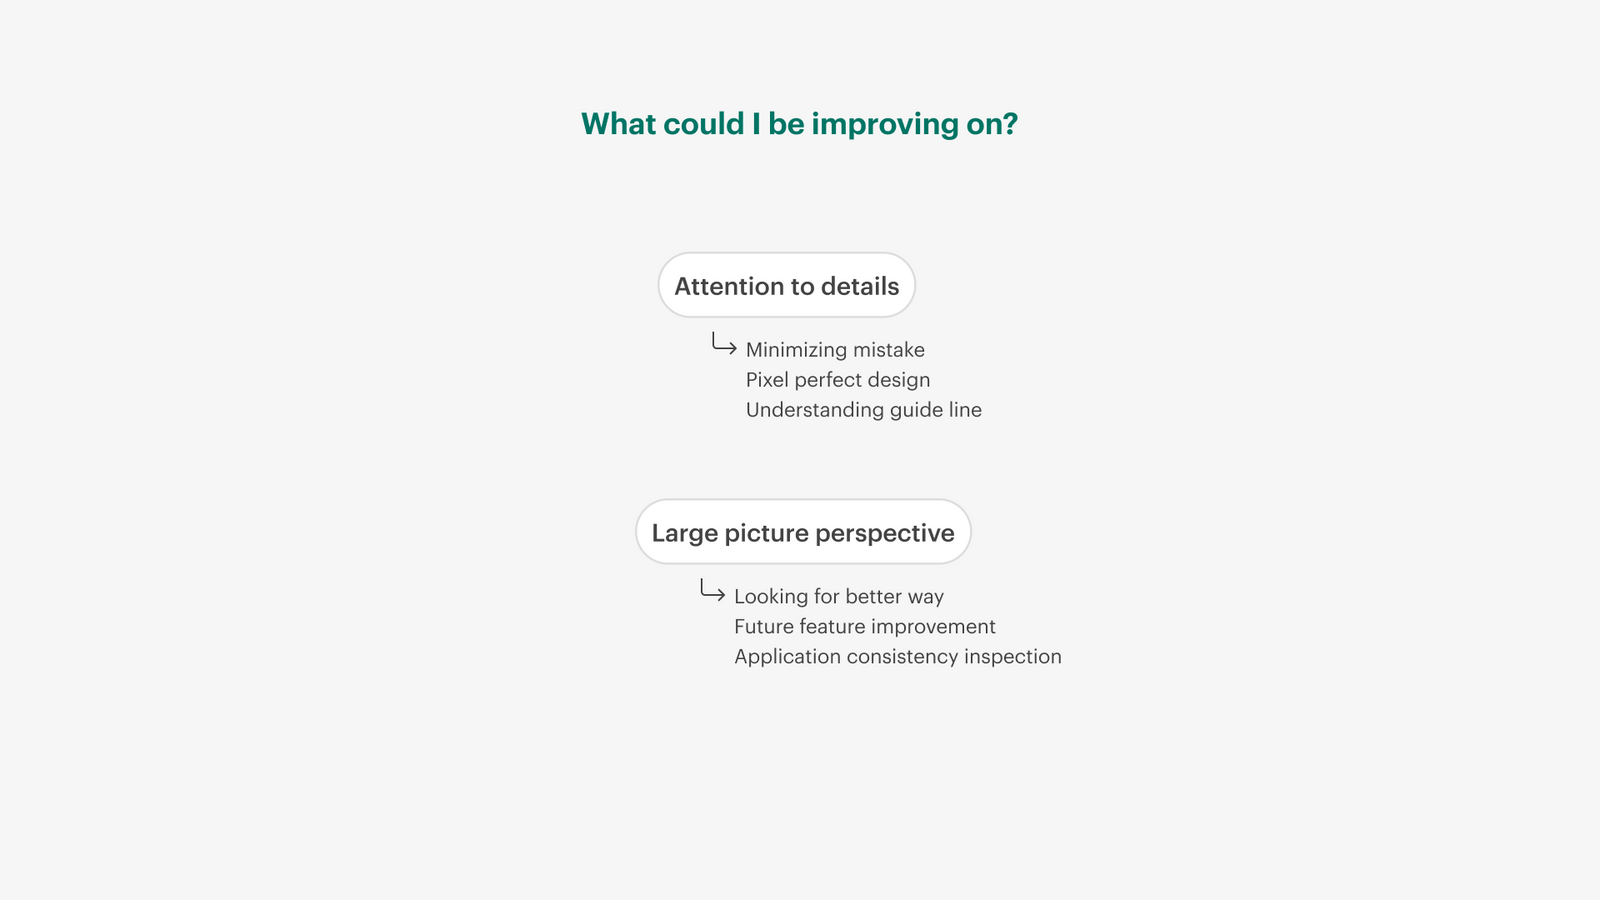 What could I be improving on?
Attention to details
Minimizing mistake
Pixel perfect design
Understanding guide line
Large picture perspective
Looking for better way
Future feature improvement
Application consistency inspection